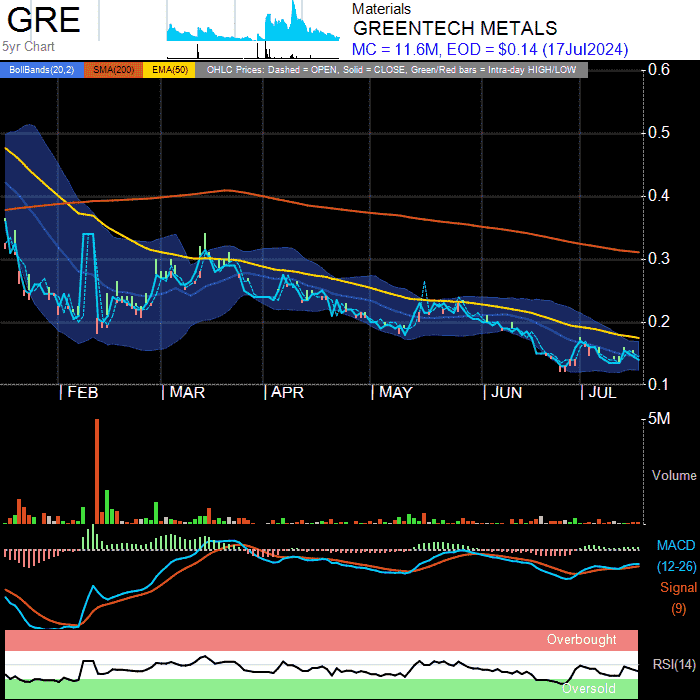 GRE
5yr Chart
Materials
GREENTECH METALS
MC = 11.6M, EOD = $0.14 (17Jul2024)
BollBands(20,2) SMA(200) EMA(50) OHLC Prices: Dashed = OPEN, Solid = CLOSE, Green/Red bars = Intra-day HIGH/LOW
0.6
0.5
0.4
0.3
0.2
0.1
FEB MAR APR MAY JUN JUL
5M
Volume
MACD
(12-26)
Signal
(9)
Overbought
RSI(14)
Oversold